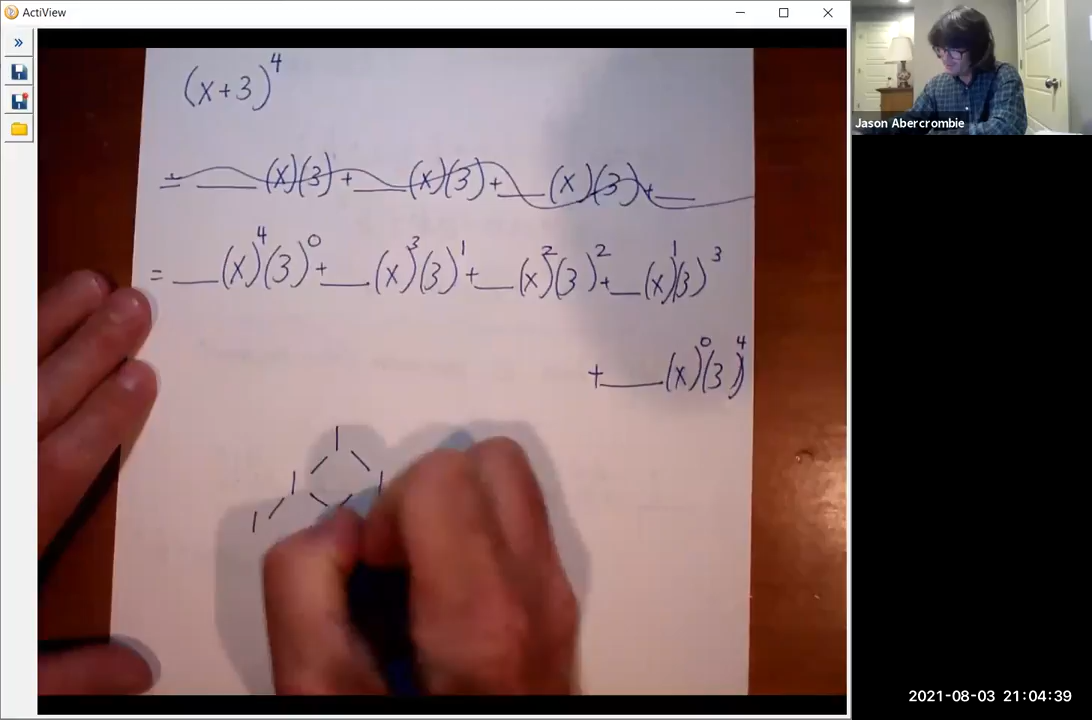 ActiView
(x+3)^4
= ___(x)(3)+___(x)(3)+___(x)(3)+___
= ___(x)^4(3)^0+___(x)^3(3)^1+___(x)^2(3)^2+___(x)^1(3)^3
+___(x)^0(3)^4
1
1 1
1
Jason Abercrombie
2021-08-03 21:04:39